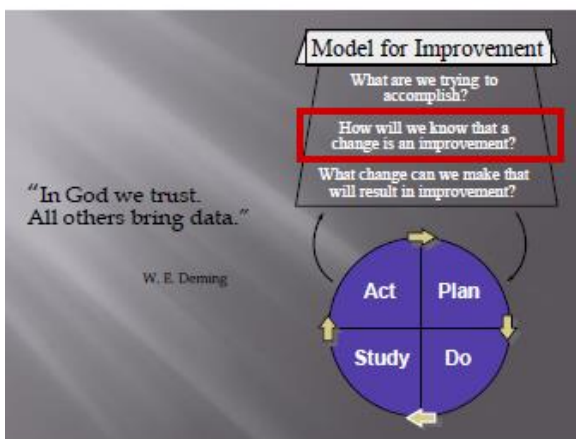 Model for Improvement
What are we trying to
accomplish?
How will we know that a
change is an improvement?
What change can we make that
will result in improvement?
“In God we trust.
All others bring data.”
W. E. Deming
Act
Plan
Study
Do